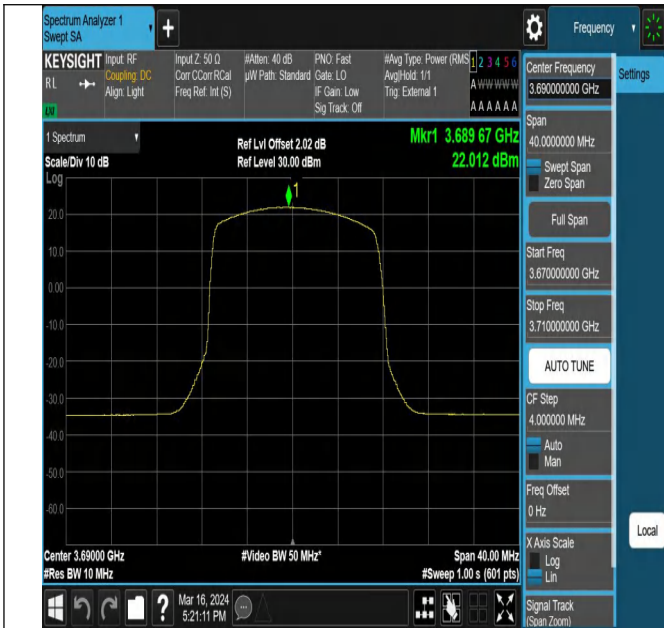 Spectrum Analyzer 1
Swept SA
Frequency
KEYSIGHT
RL
LXI
Input: RF
Coupling: DC
Align: Light
Input Z: 50 Ω
Corr CCorr RCal
Freq Ref: Int (S)
#Atten: 40 dB
µW Path: Standard
PNO: Fast
Gate: LO
IF Gain: Low
Sig Track: Off
#Avg Type: Power (RMS
Avg|Hold: 1/1
Trig: External 1
1 2 3 4 5 6
A W W W W W
A A A A A A
Center Frequency
3.690000000 GHz
Settings
Span
40.0000000 MHz
Swept Span
Zero Span
Full Span
Start Freq
3.670000000 GHz
Stop Freq
3.710000000 GHz
AUTO TUNE
CF Step
4.000000 MHz
Auto
Man
Freq Offset
0 Hz
X Axis Scale
Log
Lin
Local
Signal Track
(Span Zoom)
1 Spectrum
Scale/Div 10 dB
Ref Lvl Offset 2.02 dB
Ref Level 30.00 dBm
Mkr1 3.689 67 GHz
22.012 dBm
Log
1
20.0
10.0
0.00
-10.0
-20.0
-30.0
-40.0
-50.0
-60.0
Center 3.69000 GHz
#Res BW 10 MHz
#Video BW 50 MHz*
Span 40.00 MHz
#Sweep 1.00 s (601 pts)
?
Mar 16, 2024
5:21:11 PM